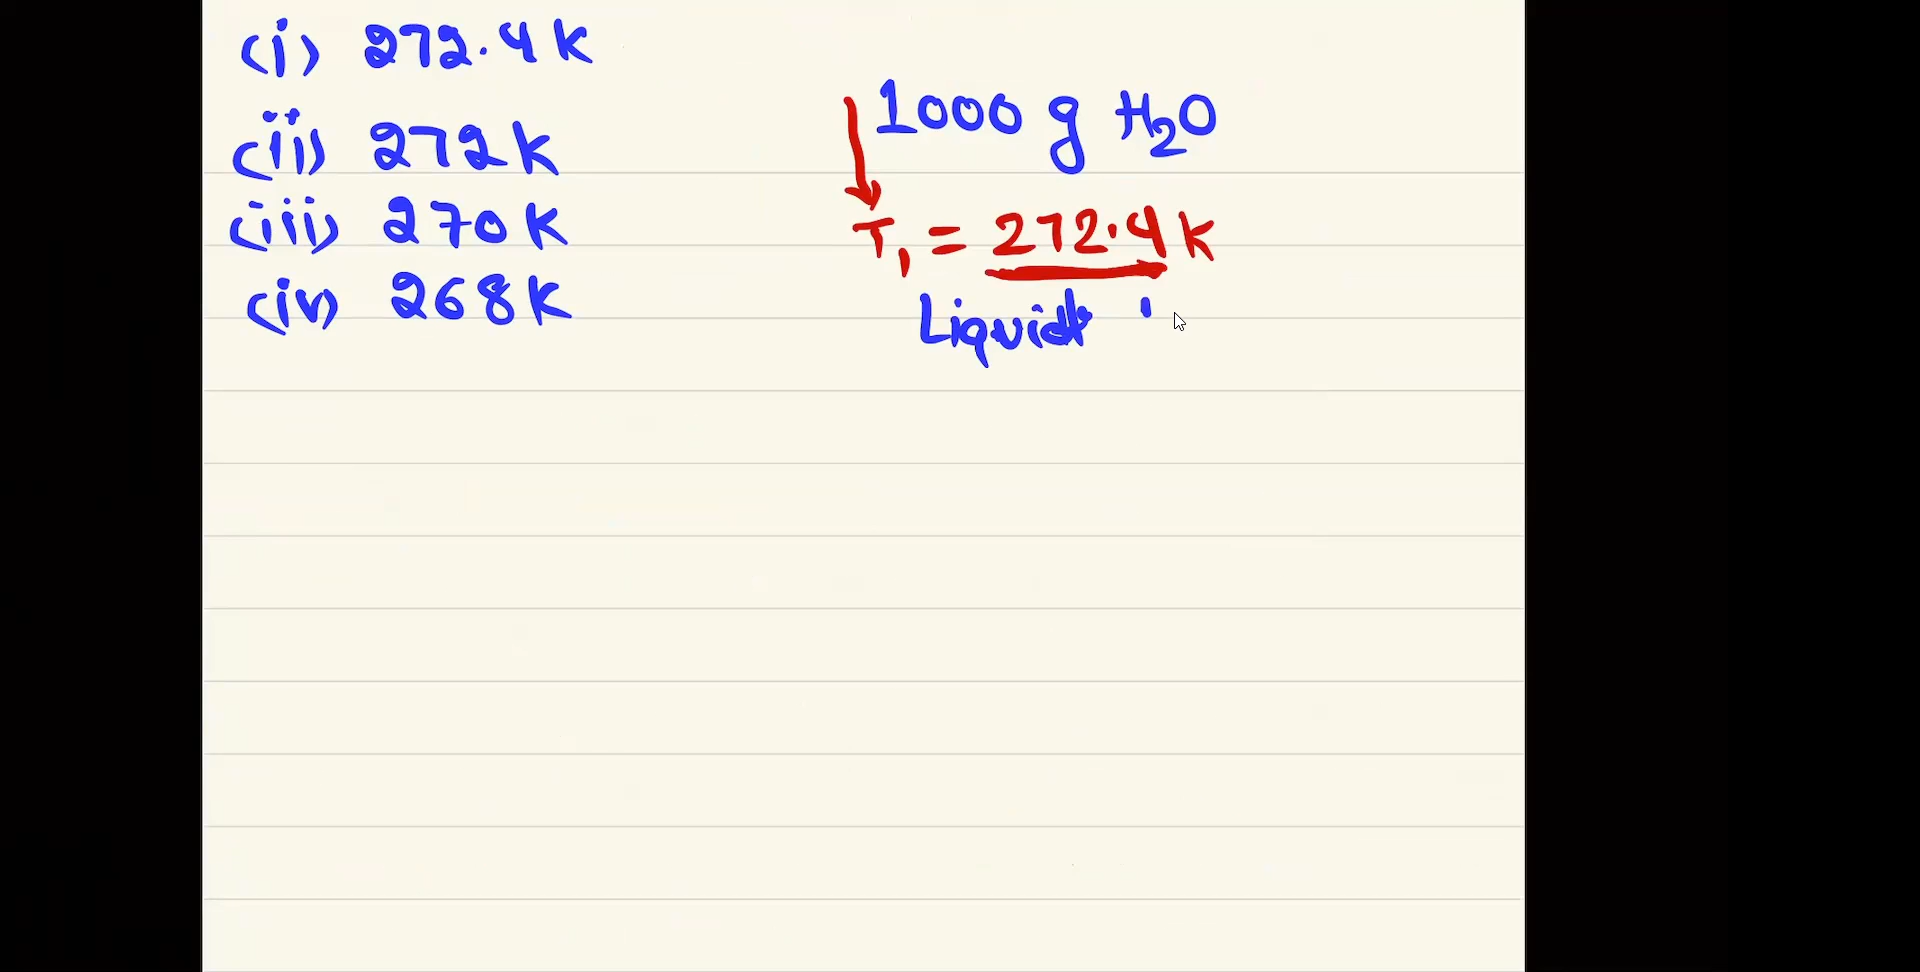 (i) 272.4 K
(ii) 272 K
(iii) 270 K
(iv) 268 K
1000 g H₂O
T₁ = 272.4 K
Liquid